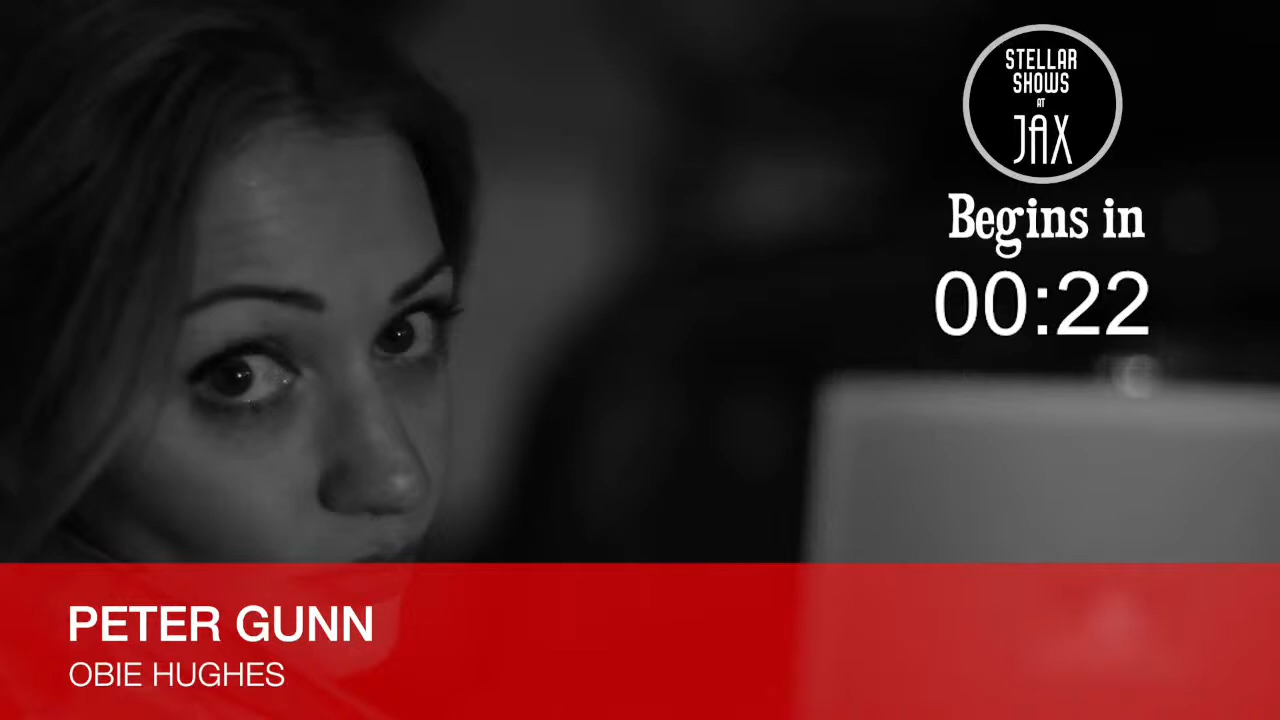 STELLAR
SHOWS
AT
JAX
Begins in
00:22
PETER GUNN
OBIE HUGHES